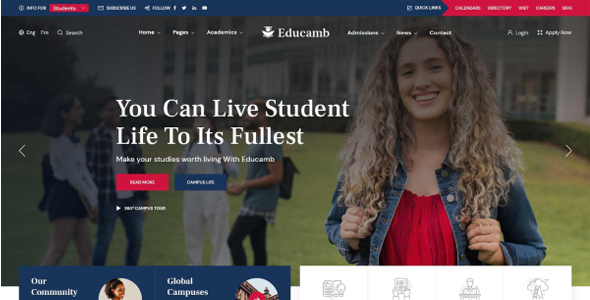 INFO FOR Students SUBSCRIBE US FOLLOW QUICK LINKS CALENDARS DIRECTORY VISIT CAREERS GIVE
Eng Fre Search Home Pages Academics Educamb Admissions News Contact Login Apply Now
You Can Live Student
Life To Its Fullest
Make your studies worth living With Educamb
READ MORE CAMPUS LIFE
360° CAMPUS TOUR
Our Global
Community Campuses